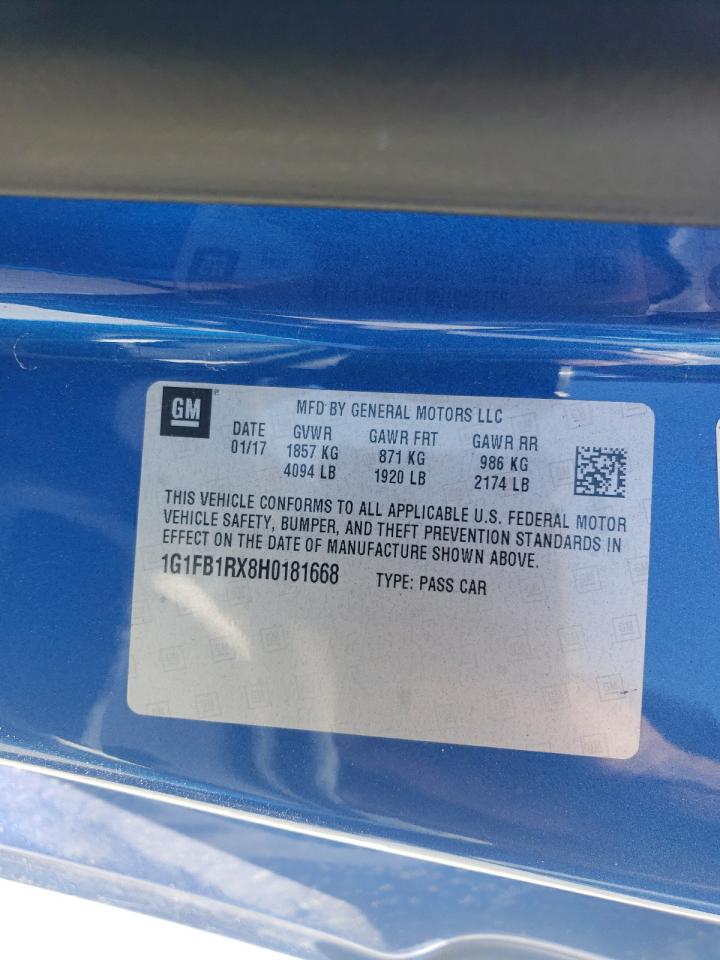 GM
MFD BY GENERAL MOTORS LLC
DATE GVWR GAWR FRT GAWR RR
01/17 1857 KG 871 KG 986 KG
4094 LB 1920 LB 2174 LB
THIS VEHICLE CONFORMS TO ALL APPLICABLE U.S. FEDERAL MOTOR
VEHICLE SAFETY, BUMPER, AND THEFT PREVENTION STANDARDS IN
EFFECT ON THE DATE OF MANUFACTURE SHOWN ABOVE.
1G1FB1RX8H0181668 TYPE: PASS CAR